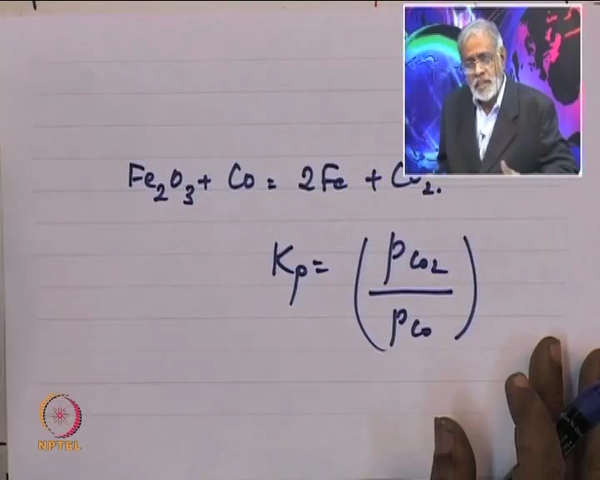 Fe2O3 + Co = 2Fe + Co2.
Kp = (pco2 / pco)
NPTEL